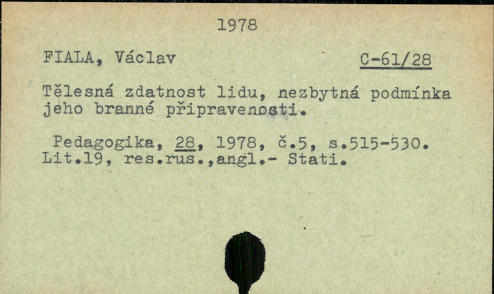 1978
FIALA, Václav C-61/28
Tělesná zdatnost lidu, nezbytná podmínka
jeho branné připravenosti.
Pedagogika, 28, 1978, č.5, s.515-530.
Lit.19, res.rus.,angl.- Stati.